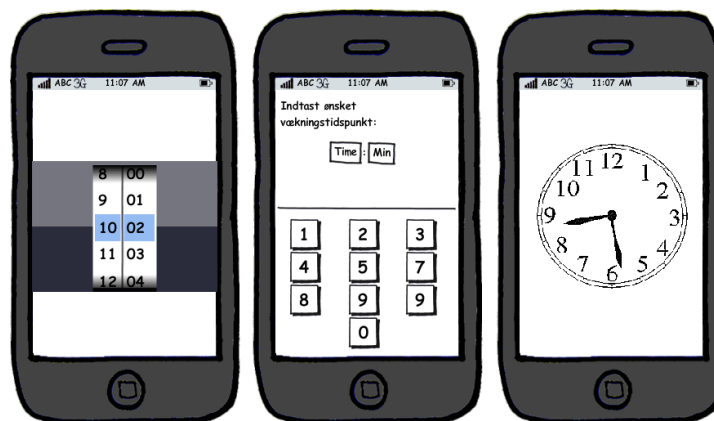 ABC 3G 11:07 AM
8 00
9 01
10 02
11 03
12 04
ABC 3G 11:07 AM
Indtast ønsket
vækningstidspunkt:
Time : Min
1 2 3
4 5 7
8 9 9
0
ABC 3G 11:07 AM
12
11 1
10 2
9 3
8 4
7 5
6